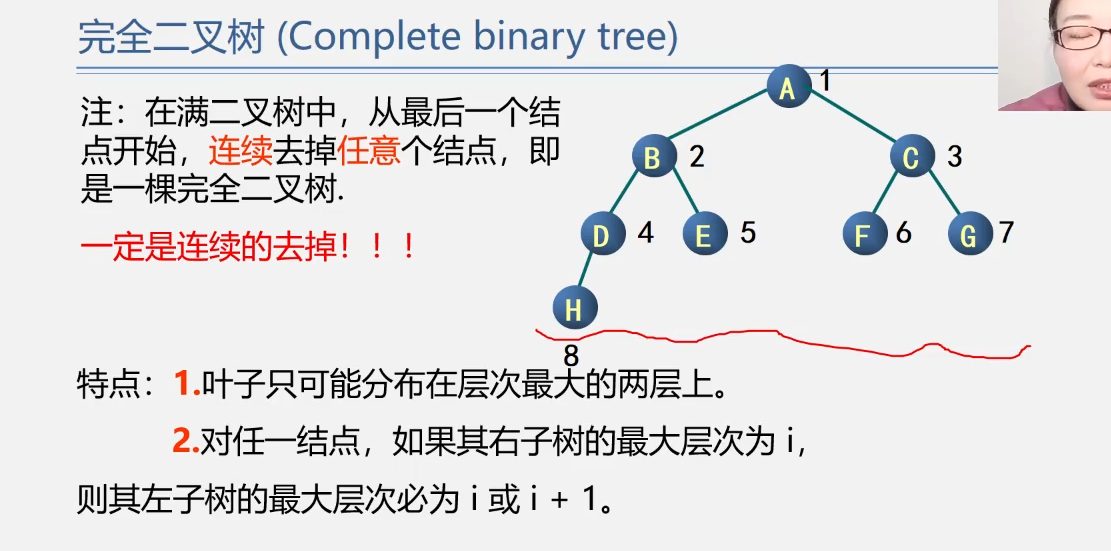 完全二叉树 (Complete binary tree)
注：在满二叉树中，从最后一个结
点开始，连续去掉任意个结点，即
是一棵完全二叉树.
一定是连续的去掉！！！
A 1
B 2
C 3
D 4
E 5
F 6
G 7
H
8
特点：1.叶子只可能分布在层次最大的两层上。
2.对任一结点，如果其右子树的最大层次为 i，
则其左子树的最大层次必为 i 或 i + 1。